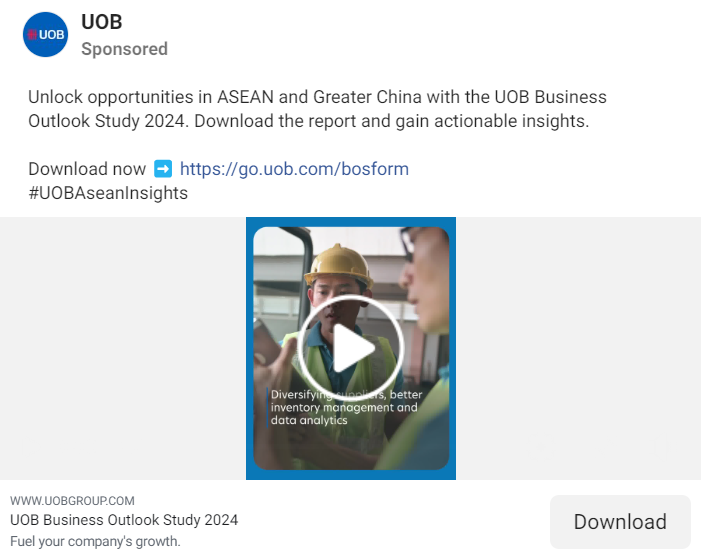 UOB
UOB
Sponsored
Unlock opportunities in ASEAN and Greater China with the UOB Business
Outlook Study 2024. Download the report and gain actionable insights.
Download now ➡ https://go.uob.com/bosform
#UOBAseanInsights
Diversifying suppliers, better
inventory management and
data analytics
WWW.UOBGROUP.COM
UOB Business Outlook Study 2024
Fuel your company's growth.
Download